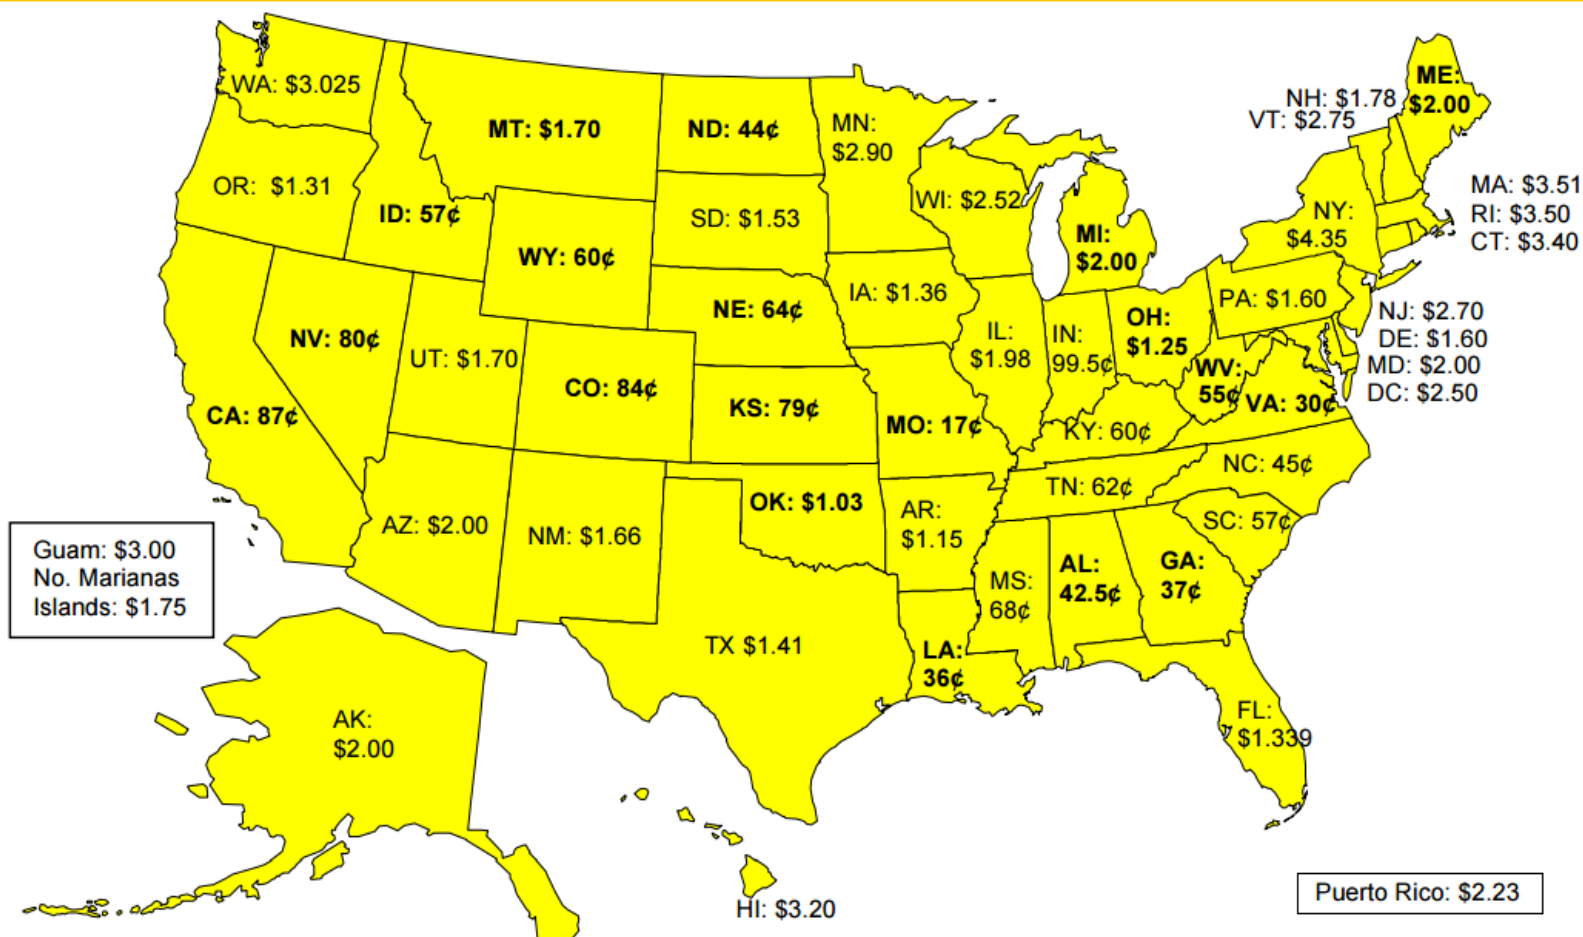 WA: $3.025
MT: $1.70
ND: 44¢
MN:
$2.90
NH: $1.78
VT: $2.75
ME:
$2.00
OR: $1.31
ID: 57¢
WY: 60¢
SD: $1.53
WI: $2.52
MI:
$2.00
NY:
$4.35
MA: $3.51
RI: $3.50
CT: $3.40
NV: 80¢
UT: $1.70
CO: 84¢
NE: 64¢
IA: $1.36
IL:
$1.98
IN:
99.5¢
OH:
$1.25
PA: $1.60
NJ: $2.70
DE: $1.60
MD: $2.00
DC: $2.50
WV:
55¢
VA: 30¢
CA: 87¢
KS: 79¢
MO: 17¢
KY: 60¢
NC: 45¢
TN: 62¢
SC: 57¢
AZ: $2.00
NM: $1.66
OK: $1.03
AR:
$1.15
MS:
68¢
AL:
42.5¢
GA:
37¢
Guam: $3.00
No. Marianas
Islands: $1.75
TX $1.41
LA:
36¢
FL:
$1.339
AK:
$2.00
HI: $3.20
Puerto Rico: $2.23